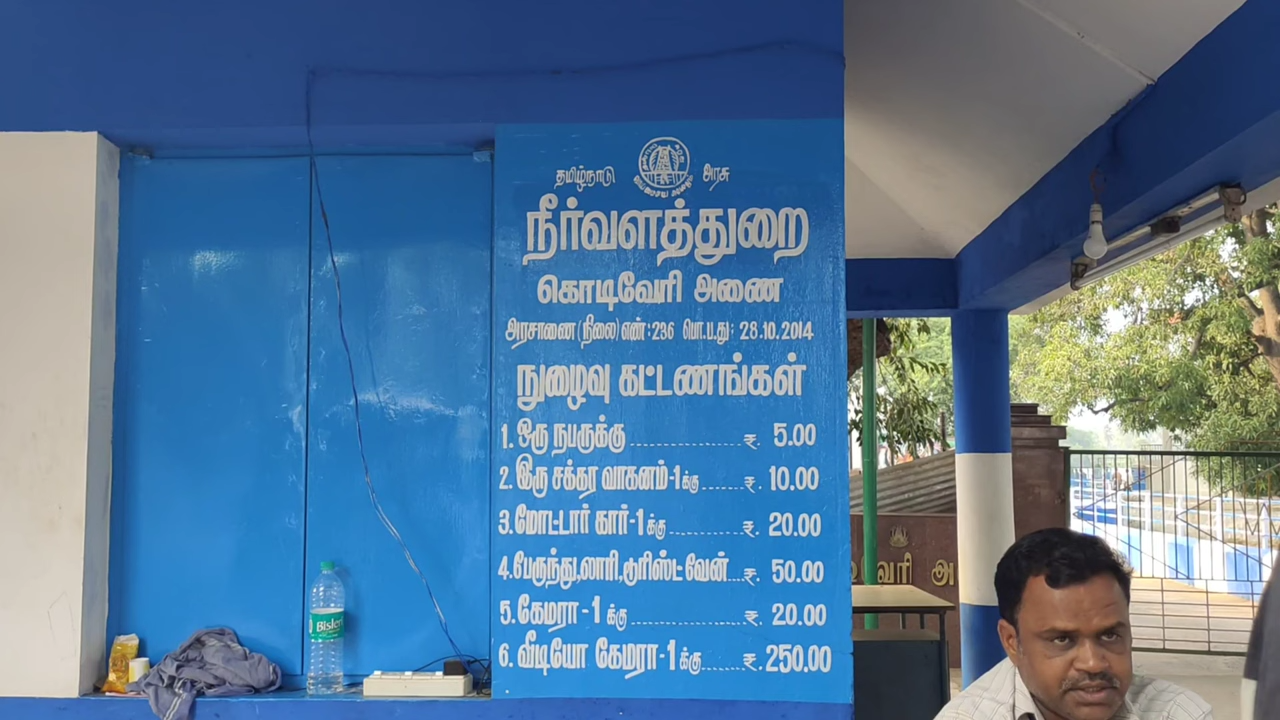 தமிழ்நாடு அரசு
நீர்வளத்துறை
கொடிவேரி அணை
அரசாணை (நிலை) எண் : 236 பொ.ப.து : 28.10.2014
நுழைவு கட்டணங்கள்
1. ஒரு நபருக்கு ........................ ₹. 5.00
2. இரு சக்கர வாகனம்-1க்கு ....... ₹. 10.00
3. மோட்டார் கார்-1க்கு ............. ₹. 20.00
4. பேருந்து,லாரி,டூரிஸ்ட் வேன்... ₹. 50.00
5. கேமரா - 1 க்கு ..................... ₹. 20.00
6. வீடியோ கேமரா-1க்கு ............ ₹. 250.00
Bisleri
வேரி அ